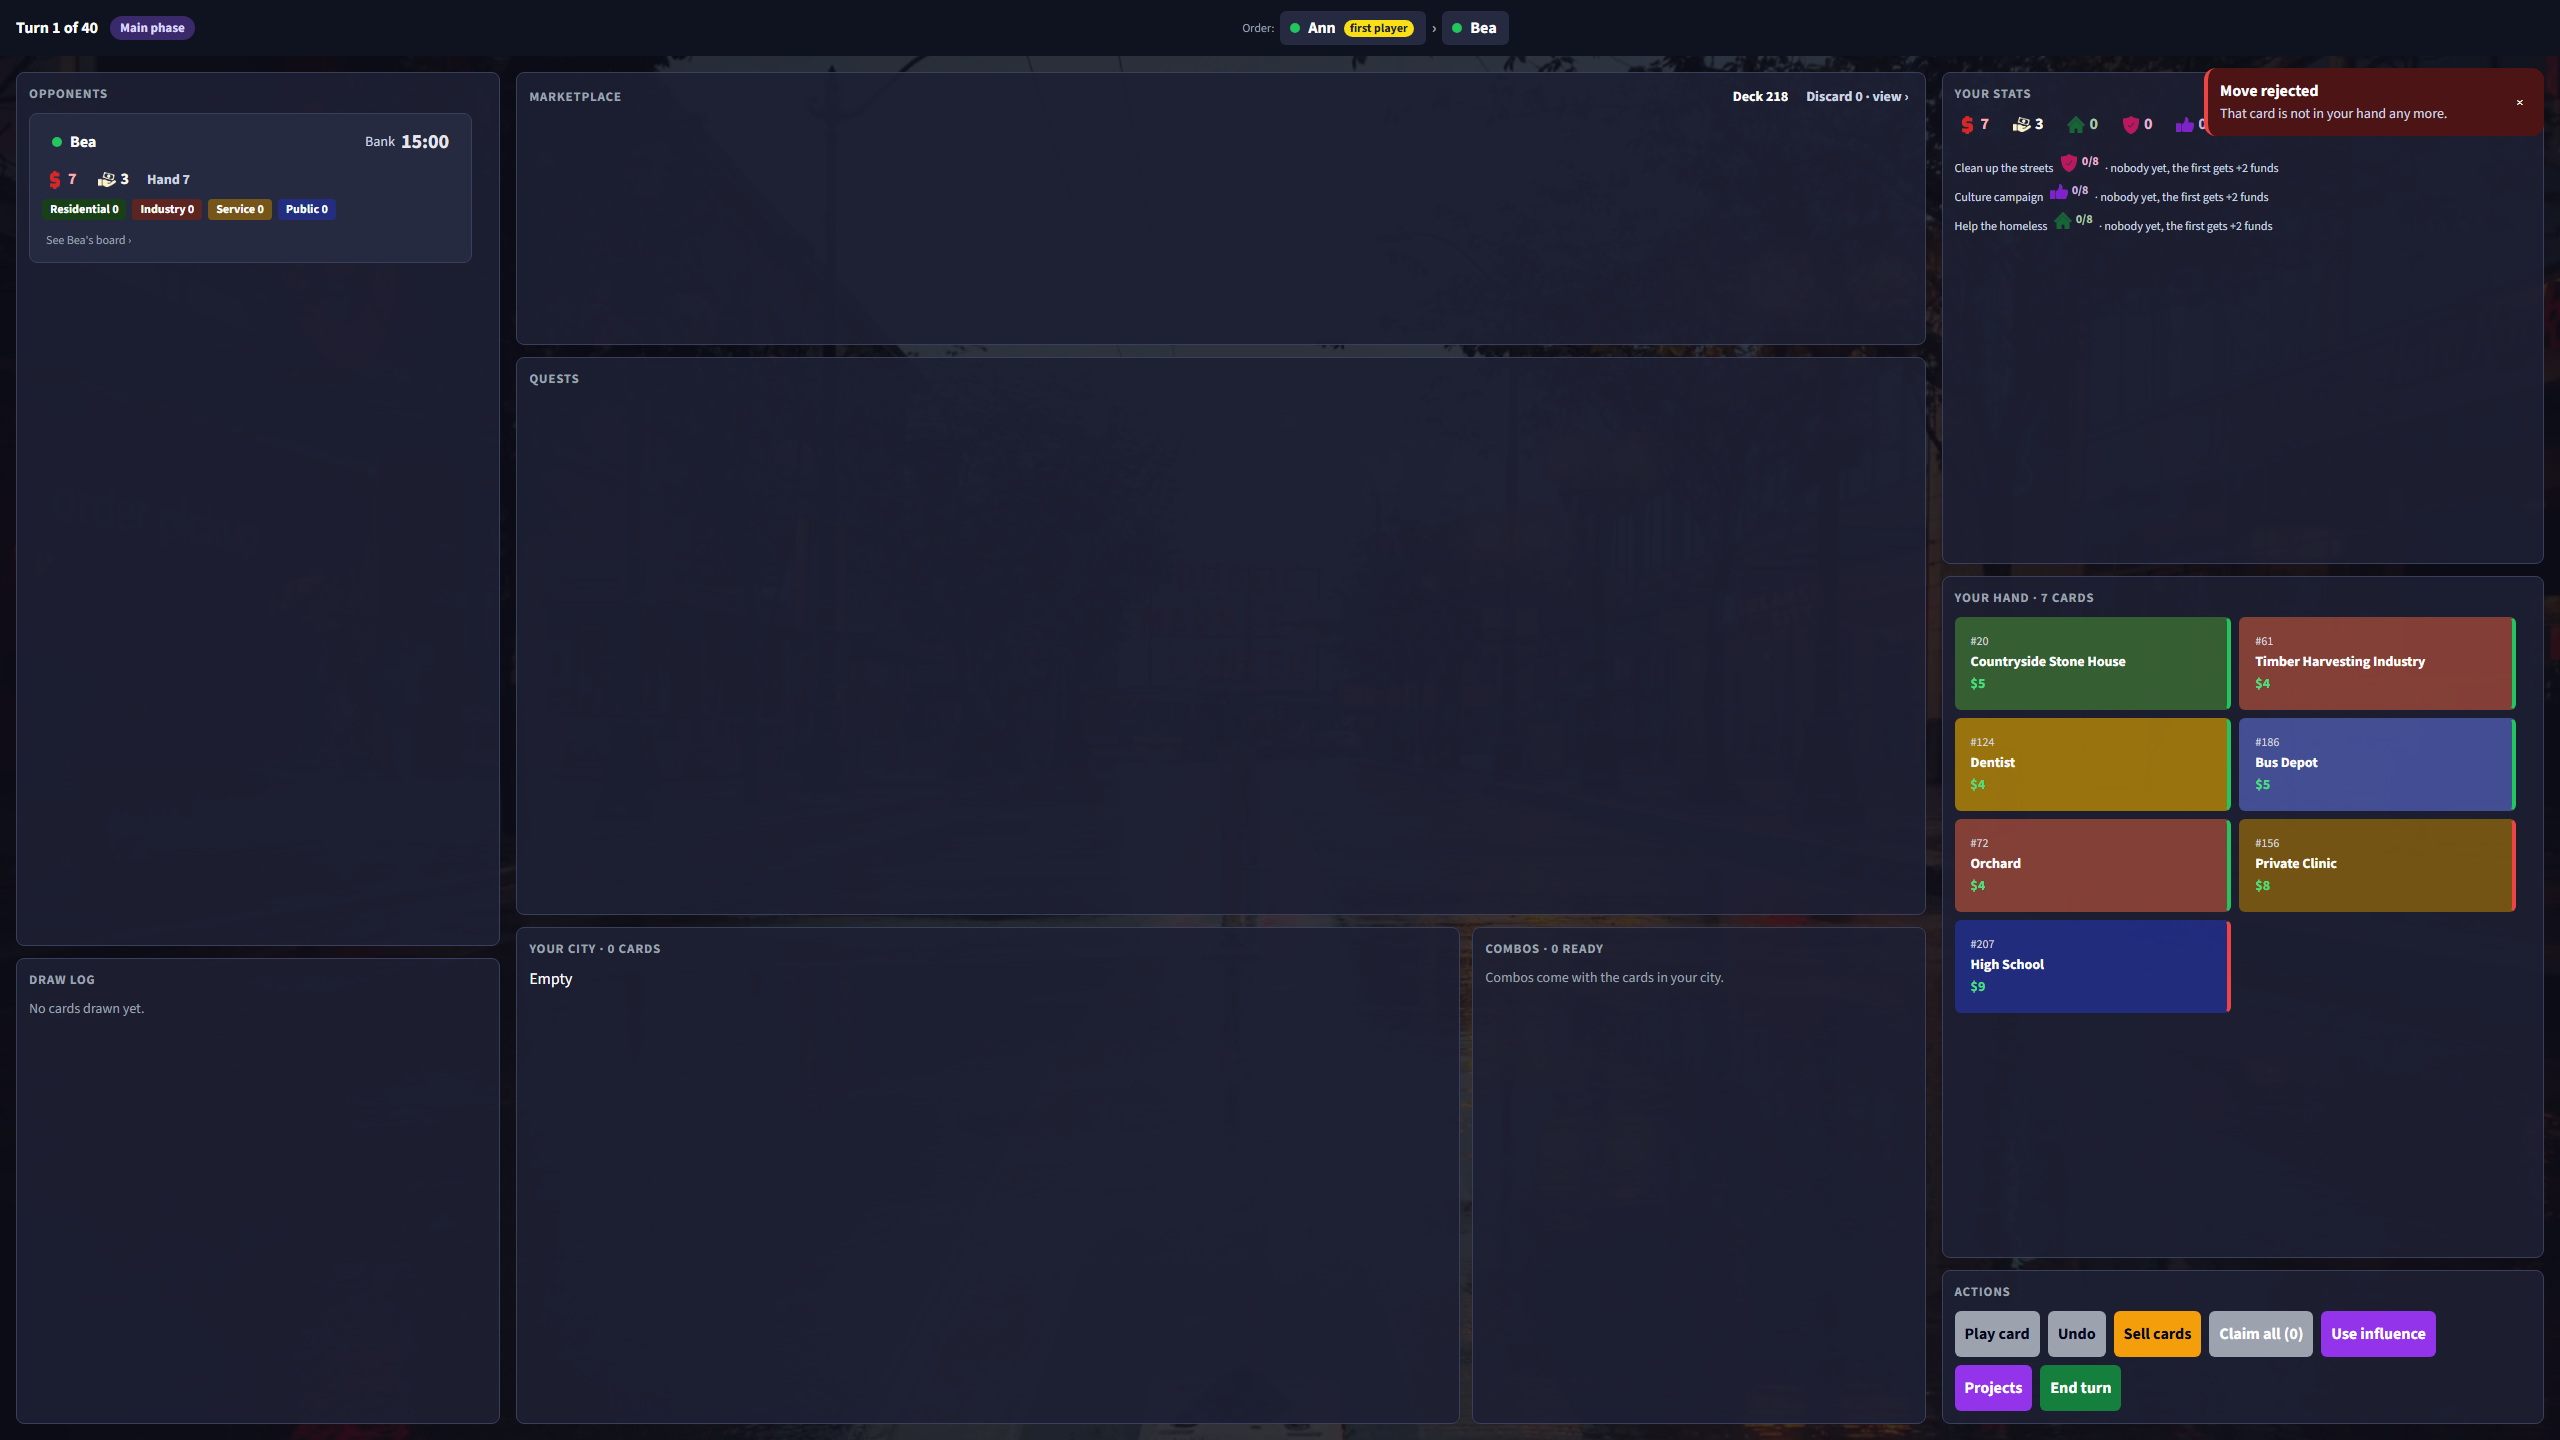 Turn 1 of 40
Main phase
Order:
Ann
first player
›
Bea
OPPONENTS
Bea
Bank 15:00
7
3
Hand 7
Residential 0
Industry 0
Service 0
Public 0
See Bea's board ›
DRAW LOG
No cards drawn yet.
MARKETPLACE
Deck 218
Discard 0 · view ›
QUESTS
YOUR CITY · 0 CARDS
Empty
COMBOS · 0 READY
Combos come with the cards in your city.
YOUR STATS
7
3
0
0
0
Move rejected
That card is not in your hand any more.
×
Clean up the streets 0/8 · nobody yet, the first gets +2 funds
Culture campaign 0/8 · nobody yet, the first gets +2 funds
Help the homeless 0/8 · nobody yet, the first gets +2 funds
YOUR HAND · 7 CARDS
#20
Countryside Stone House
$5
#61
Timber Harvesting Industry
$4
#124
Dentist
$4
#186
Bus Depot
$5
#72
Orchard
$4
#156
Private Clinic
$8
#207
High School
$9
ACTIONS
Play card
Undo
Sell cards
Claim all (0)
Use influence
Projects
End turn